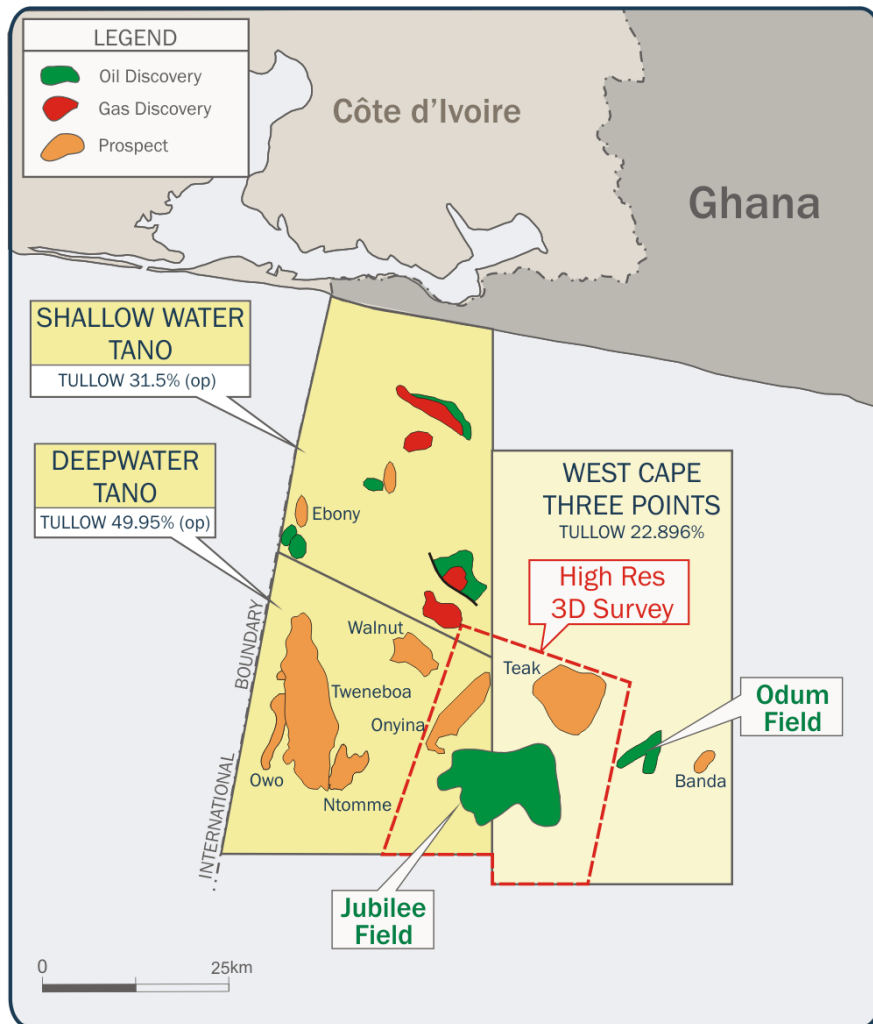 LEGEND
Oil Discovery
Gas Discovery
Prospect
Côte d'Ivoire
Ghana
SHALLOW WATER
TANO
TULLOW 31.5% (op)
DEEPWATER
TANO
TULLOW 49.95% (op)
WEST CAPE
THREE POINTS
TULLOW 22.896%
High Res
3D Survey
Ebony
Walnut
Teak
Tweneboa
Onyina
Odum
Field
Banda
Owo
Ntomme
INTERNATIONAL BOUNDARY
Jubilee
Field
0 25km